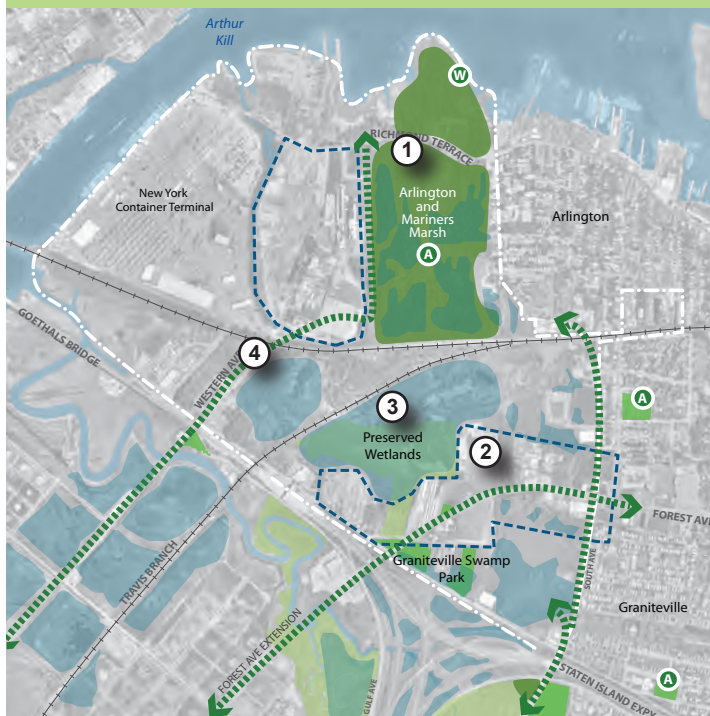 Arthur
Kill
W
RICHMOND TERRACE
1
New York
Container Terminal
Arlington
and
Mariners
Marsh
A
Arlington
GOETHALS BRIDGE
4
WESTERN AVE
3
A
Preserved
Wetlands
2
FOREST AVE
TRAVIS BRANCH
Graniteville Swamp
Park
SOUTH AVE
Graniteville
FOREST AVE EXTENSION
GULF AVE
STATEN ISLAND EXPY
A